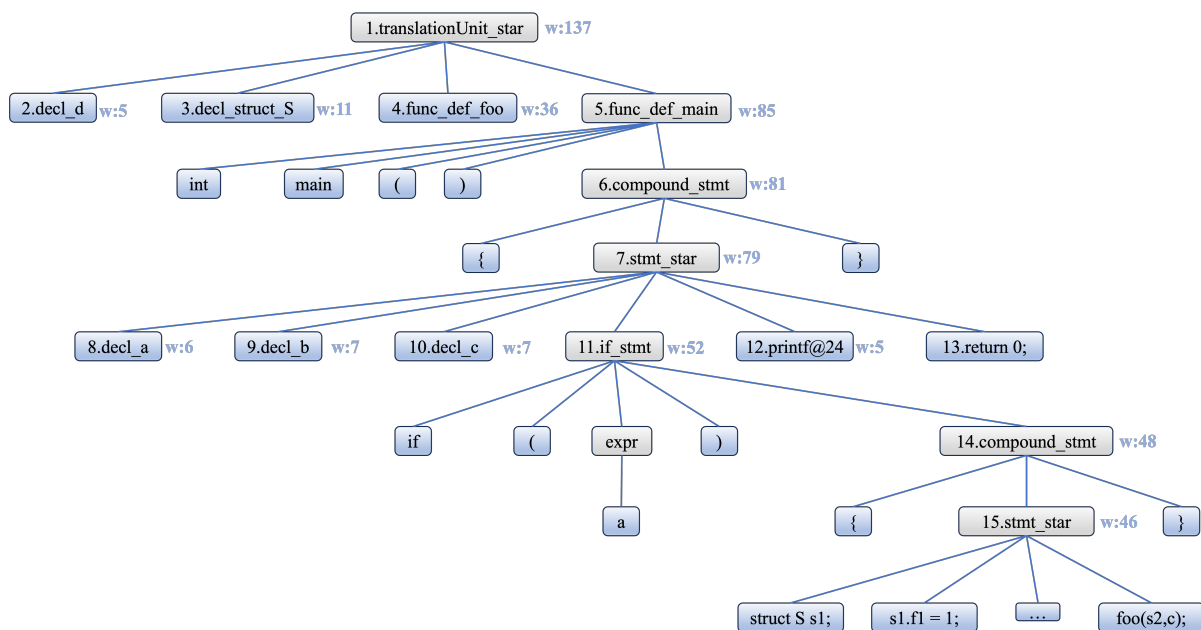 1.translationUnit_star w:137
2.decl_d w:5 3.decl_struct_S w:11 4.func_def_foo w:36 5.func_def_main w:85
int main ( ) 6.compound_stmt w:81
{ 7.stmt_star w:79 }
8.decl_a w:6 9.decl_b w:7 10.decl_c w:7 11.if_stmt w:52 12.printf@24 w:5 13.return 0;
if ( expr ) 14.compound_stmt w:48
a { 15.stmt_star w:46 }
struct S s1; s1.f1 = 1; ... foo(s2,c);